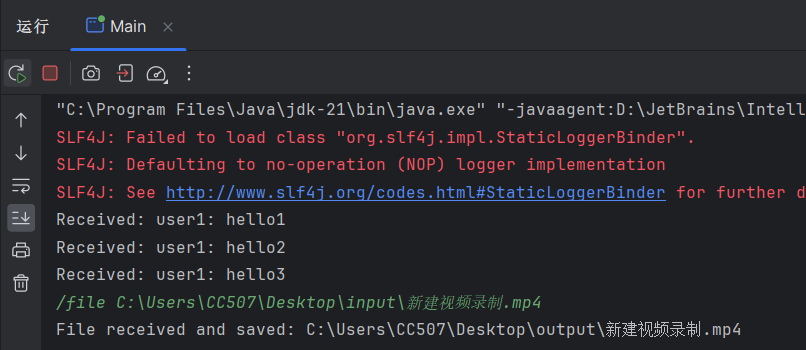 运行 Main
"C:\Program Files\Java\jdk-21\bin\java.exe" "-javaagent:D:\JetBrains\Intell
SLF4J: Failed to load class "org.slf4j.impl.StaticLoggerBinder".
SLF4J: Defaulting to no-operation (NOP) logger implementation
SLF4J: See http://www.slf4j.org/codes.html#StaticLoggerBinder for further d
Received: user1: hello1
Received: user1: hello2
Received: user1: hello3
/file C:\Users\CC507\Desktop\input\新建视频录制.mp4
File received and saved: C:\Users\CC507\Desktop\output\新建视频录制.mp4